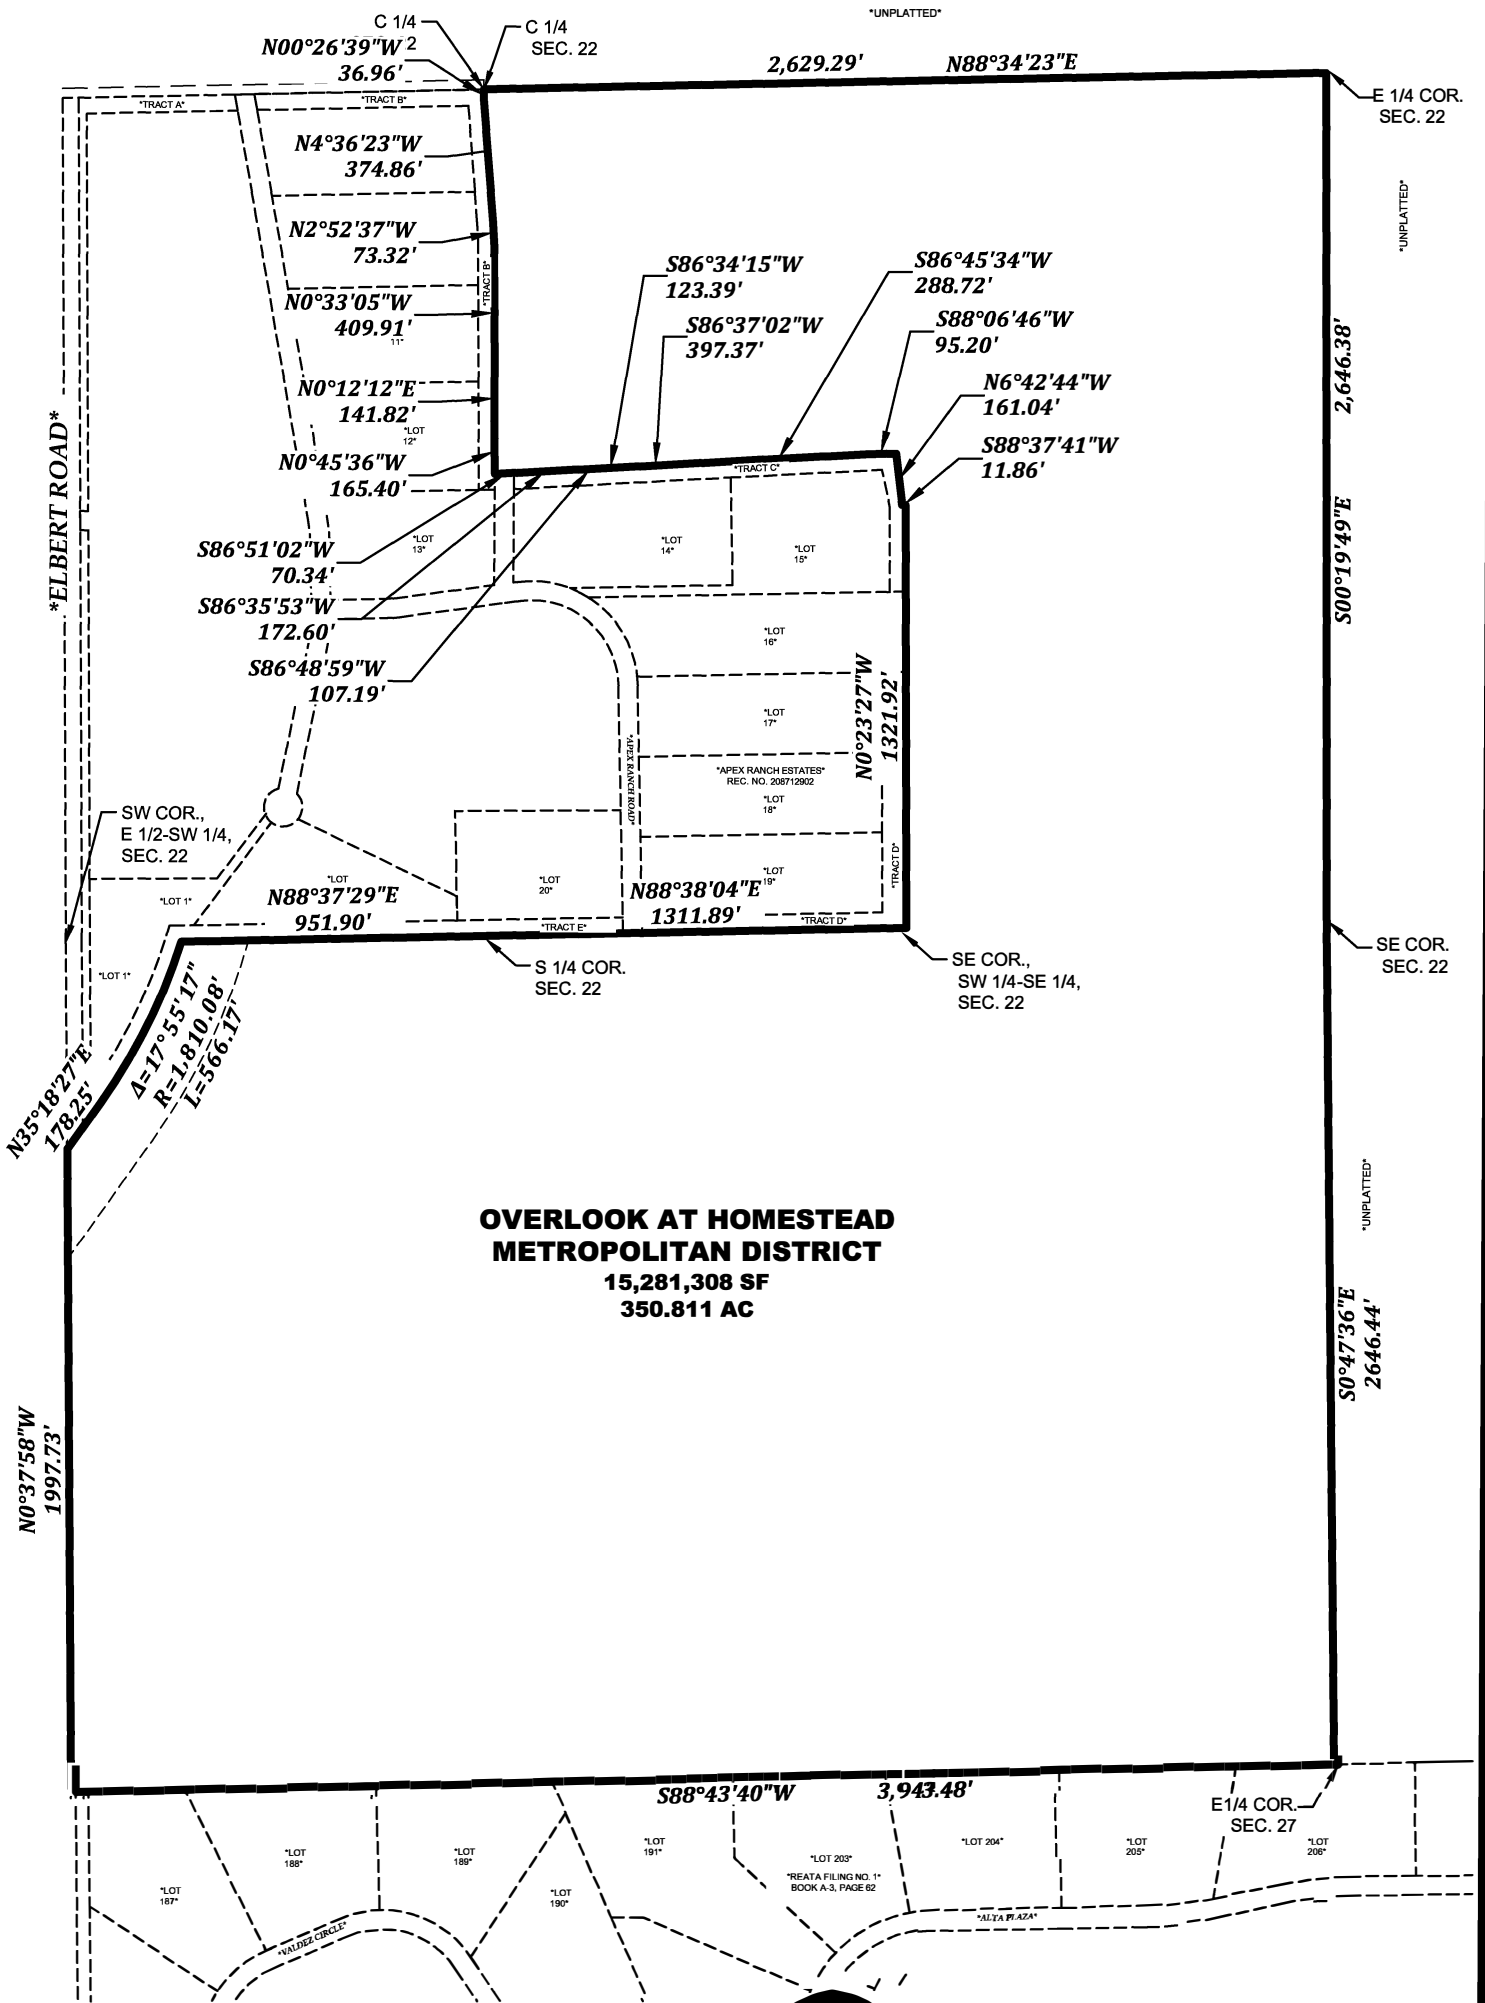 *UNPLATTED*
C 1/4
2
C 1/4
SEC. 22
N00°26'39"W
36.96'
2,629.29' N88°34'23"E
E 1/4 COR.
SEC. 22
*TRACT A*
*TRACT B*
N4°36'23"W
374.86'
*UNPLATTED*
N2°52'37"W
73.32'
*TRACT B*
S86°34'15"W
123.39'
S86°45'34"W
288.72'
N0°33'05"W
409.91'
11*
S86°37'02"W
397.37'
S88°06'46"W
95.20'
2,646.38'
S00°19'49"E
N0°12'12"E
141.82'
*LOT
12*
N6°42'44"W
161.04'
*ELBERT ROAD*
N0°45'36"W
165.40'
S88°37'41"W
11.86'
*TRACT C*
S86°51'02"W
70.34'
*LOT
13*
*LOT
14*
*LOT
15*
S86°35'53"W
172.60'
*LOT
16*
S86°48'59"W
107.19'
N0°23'27"W
1321.92'
*LOT
17*
*APEX RANCH ROAD*
*APEX RANCH ESTATES*
REC. NO. 208712902
*LOT
18*
SW COR.,
E 1/2-SW 1/4,
SEC. 22
*LOT 1*
*LOT
N88°37'29"E
951.90'
*LOT
20*
N88°38'04"E
1311.89'
*LOT
19*
*TRACT D*
*TRACT D*
*TRACT E*
S 1/4 COR.
SEC. 22
SE COR.,
SW 1/4-SE 1/4,
SEC. 22
SE COR.
SEC. 22
*LOT 1*
N35°18'27"E
178.25'
Δ=17°55'17"
R=1,810.08'
L=566.17'
*UNPLATTED*
OVERLOOK AT HOMESTEAD
METROPOLITAN DISTRICT
15,281,308 SF
350.811 AC
S0°47'36"E
2646.44'
N0°37'58"W
1997.73'
S88°43'40"W 3,943.48'
E1/4 COR.
SEC. 27
*LOT
187*
*LOT
188*
*LOT
189*
*LOT
190*
*LOT
191*
*LOT 203*
*REATA FILING NO. 1*
BOOK A-3, PAGE 62
*LOT 204*
*LOT
205*
*LOT
206*
*VALDEZ CIRCLE*
*ALTA PLAZA*